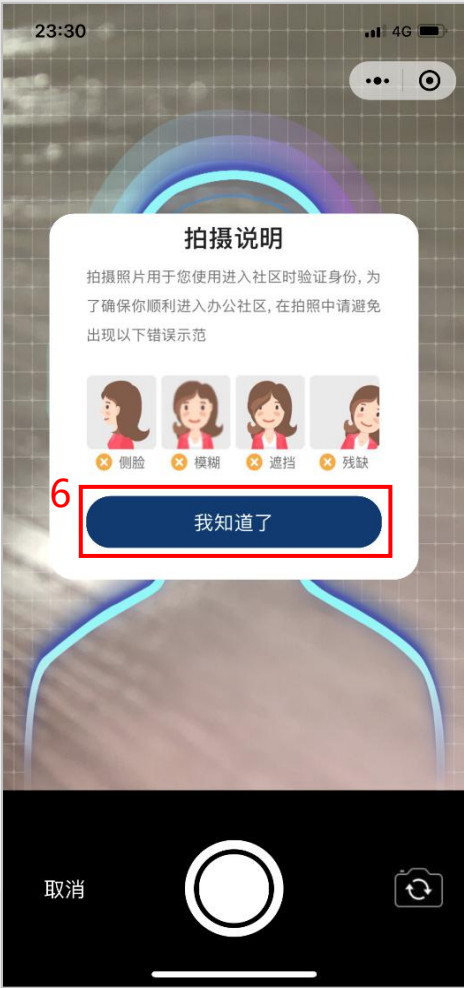 23:30
4G
拍摄说明
拍摄照片用于您使用进入社区时验证身份, 为
了确保你顺利进入办公社区, 在拍照中请避免
出现以下错误示范
侧脸 模糊 遮挡 残缺
6
我知道了
取消